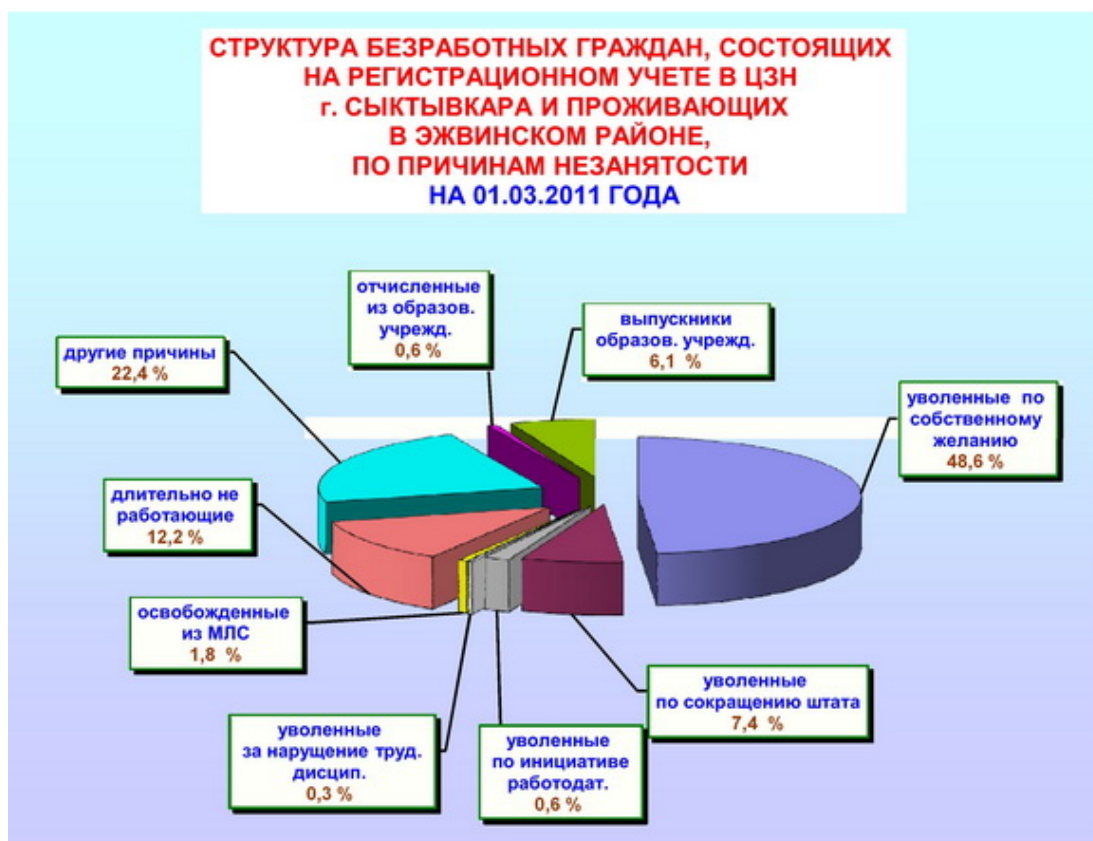 СТРУКТУРА БЕЗРАБОТНЫХ ГРАЖДАН, СОСТОЯЩИХ
НА РЕГИСТРАЦИОННОМ УЧЕТЕ В ЦЗН
г. СЫКТЫВКАРА И ПРОЖИВАЮЩИХ
В ЭЖВИНСКОМ РАЙОНЕ,
ПО ПРИЧИНАМ НЕЗАНЯТОСТИ
НА 01.03.2011 ГОДА
отчисленные
из образов.
учрежд.
0,6 %
выпускники
образов. учрежд.
6,1 %
другие причины
22,4 %
уволенные по
собственному
желанию
48,6 %
длительно не
работающие
12,2 %
освобожденные
из МЛС
1,8 %
уволенные
по сокращению штата
7,4 %
уволенные
за нарущение труд.
дисцип.
0,3 %
уволенные
по инициативе
работодат.
0,6 %